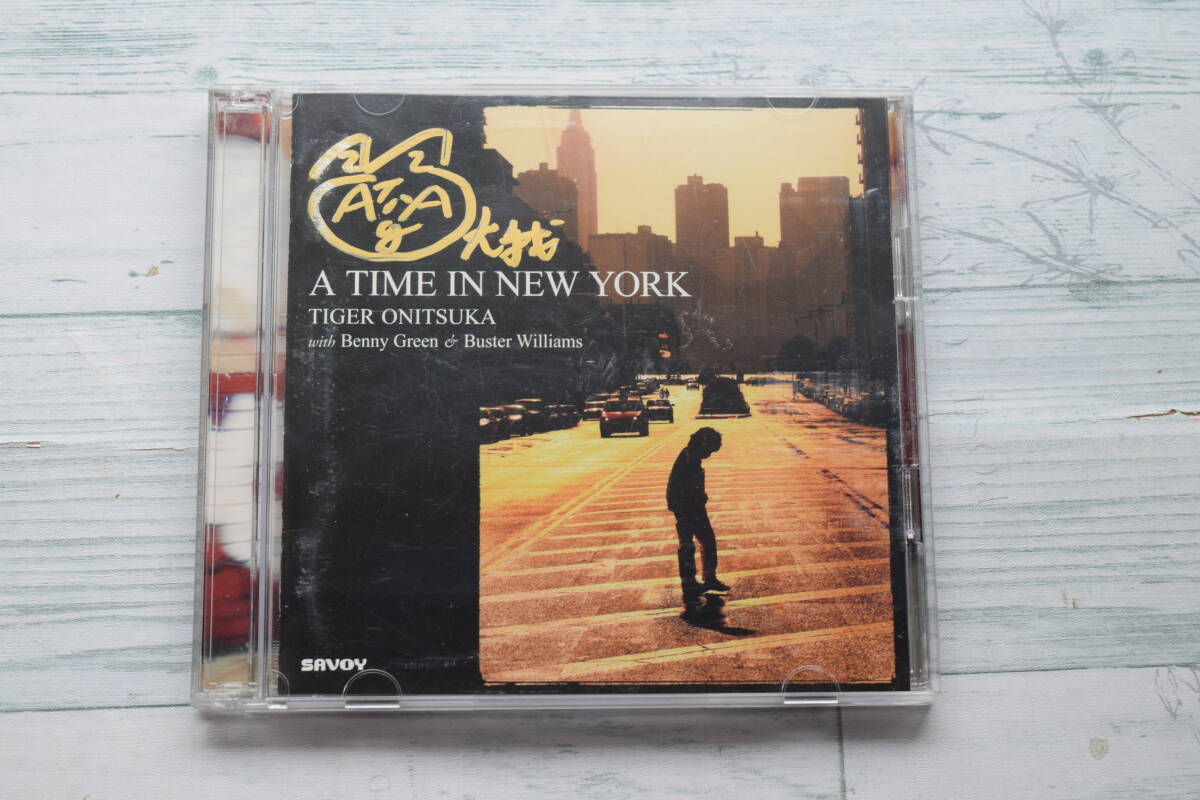 A TIME IN NEW YORK
TIGER ONITSUKA
with Benny Green & Buster Williams
SAVOY